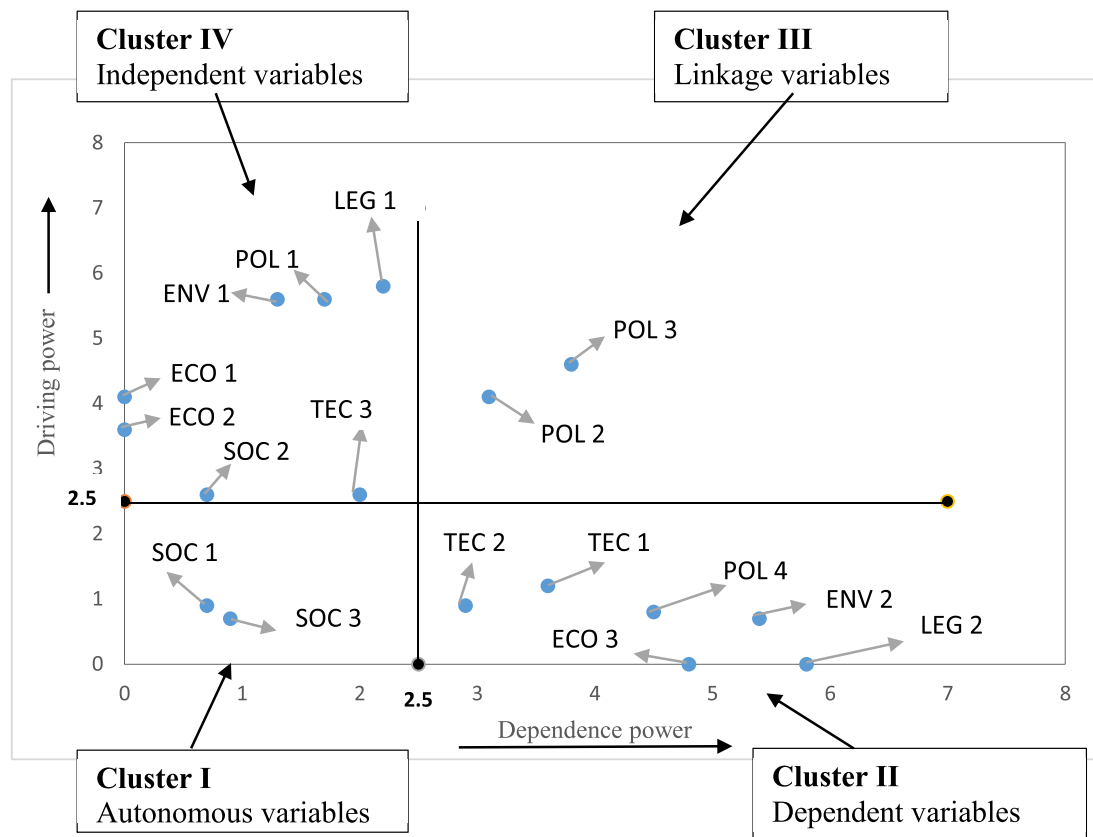 Cluster IV
Independent variables
Cluster III
Linkage variables
8
7
6
5
4
3
2.5
2
1
0
Driving power
LEG 1
POL 1
ENV 1
POL 3
ECO 1
ECO 2
TEC 3
POL 2
SOC 2
SOC 1
TEC 2
TEC 1
POL 4
ENV 2
SOC 3
ECO 3
LEG 2
0
1
2
2.5
3
4
5
6
7
8
Dependence power
Cluster I
Autonomous variables
Cluster II
Dependent variables